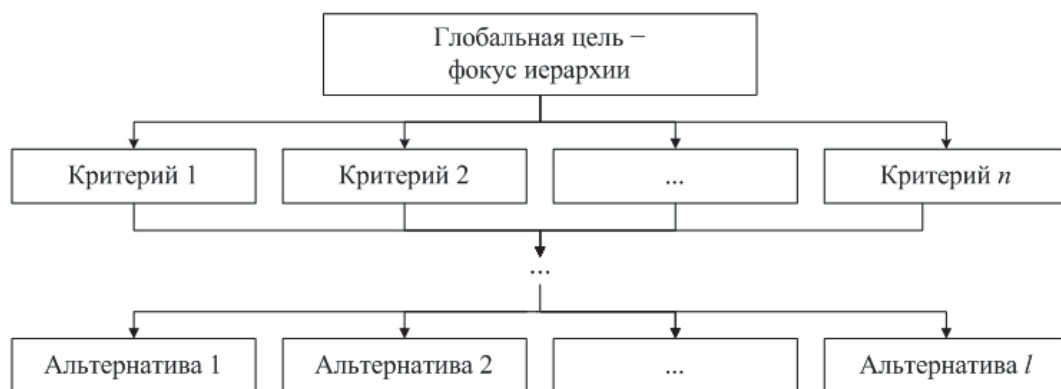 Глобальная цель −
фокус иерархии
Критерий 1
Критерий 2
...
Критерий n
...
Альтернатива 1
Альтернатива 2
...
Альтернатива l